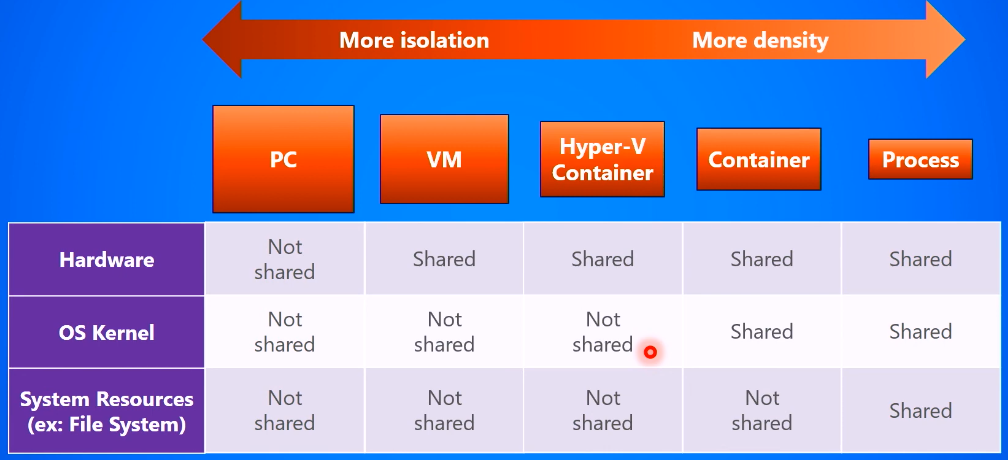 More isolation
More density
PC
VM
Hyper-V
Container
Container
Process
Hardware
Not
shared
Shared
Shared
Shared
Shared
OS Kernel
Not
shared
Not
shared
Not
shared
Shared
Shared
System Resources
(ex: File System)
Not
shared
Not
shared
Not
shared
Not
shared
Shared